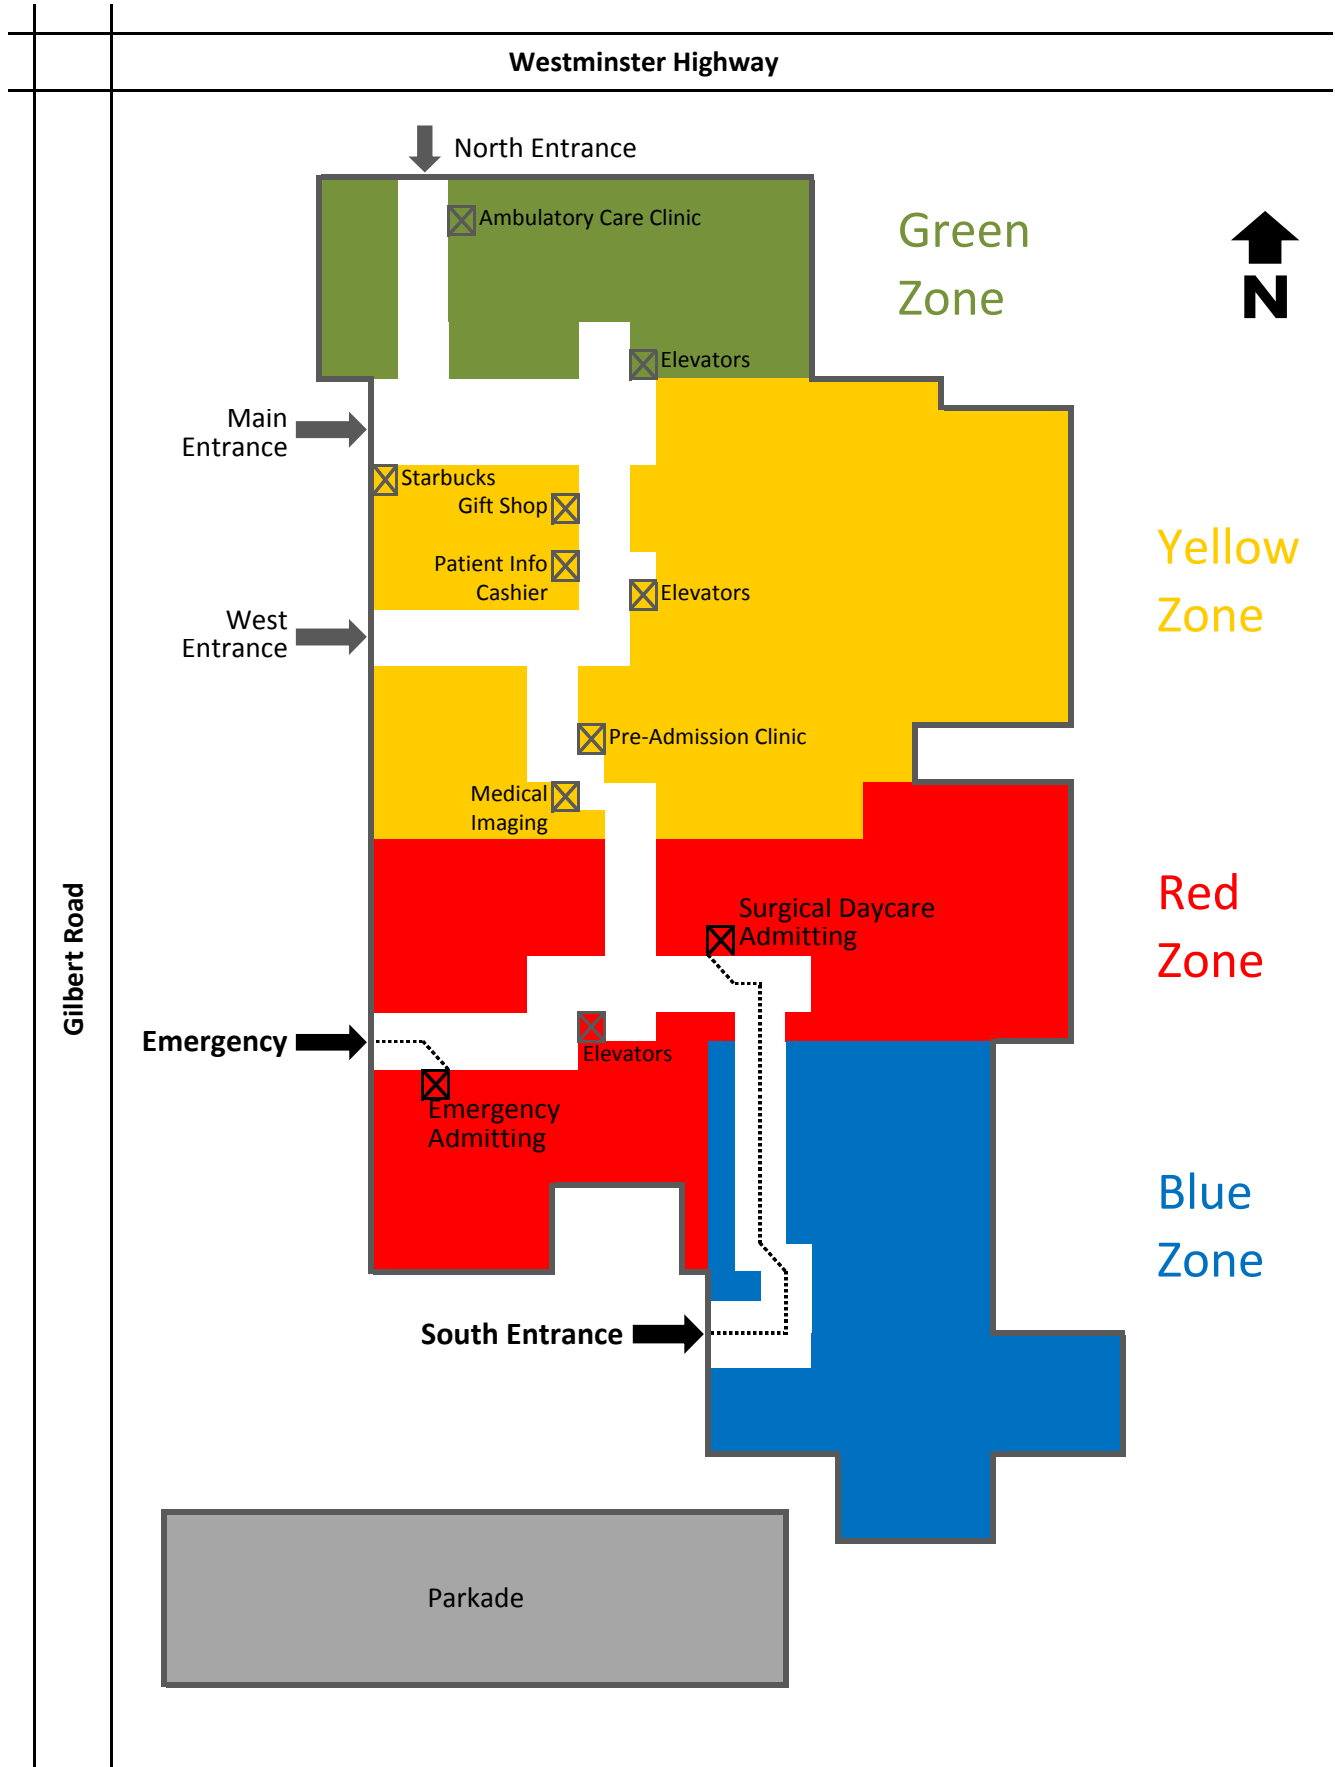 Westminster Highway
North Entrance
Ambulatory Care Clinic
Green
Zone
N
Elevators
Main
Entrance
Starbucks
Gift Shop
Patient Info
Cashier
Elevators
Yellow
Zone
West
Entrance
Pre-Admission Clinic
Medical
Imaging
Gilbert Road
Surgical Daycare
Admitting
Red
Zone
Emergency
Elevators
Emergency
Admitting
Blue
Zone
South Entrance
Parkade